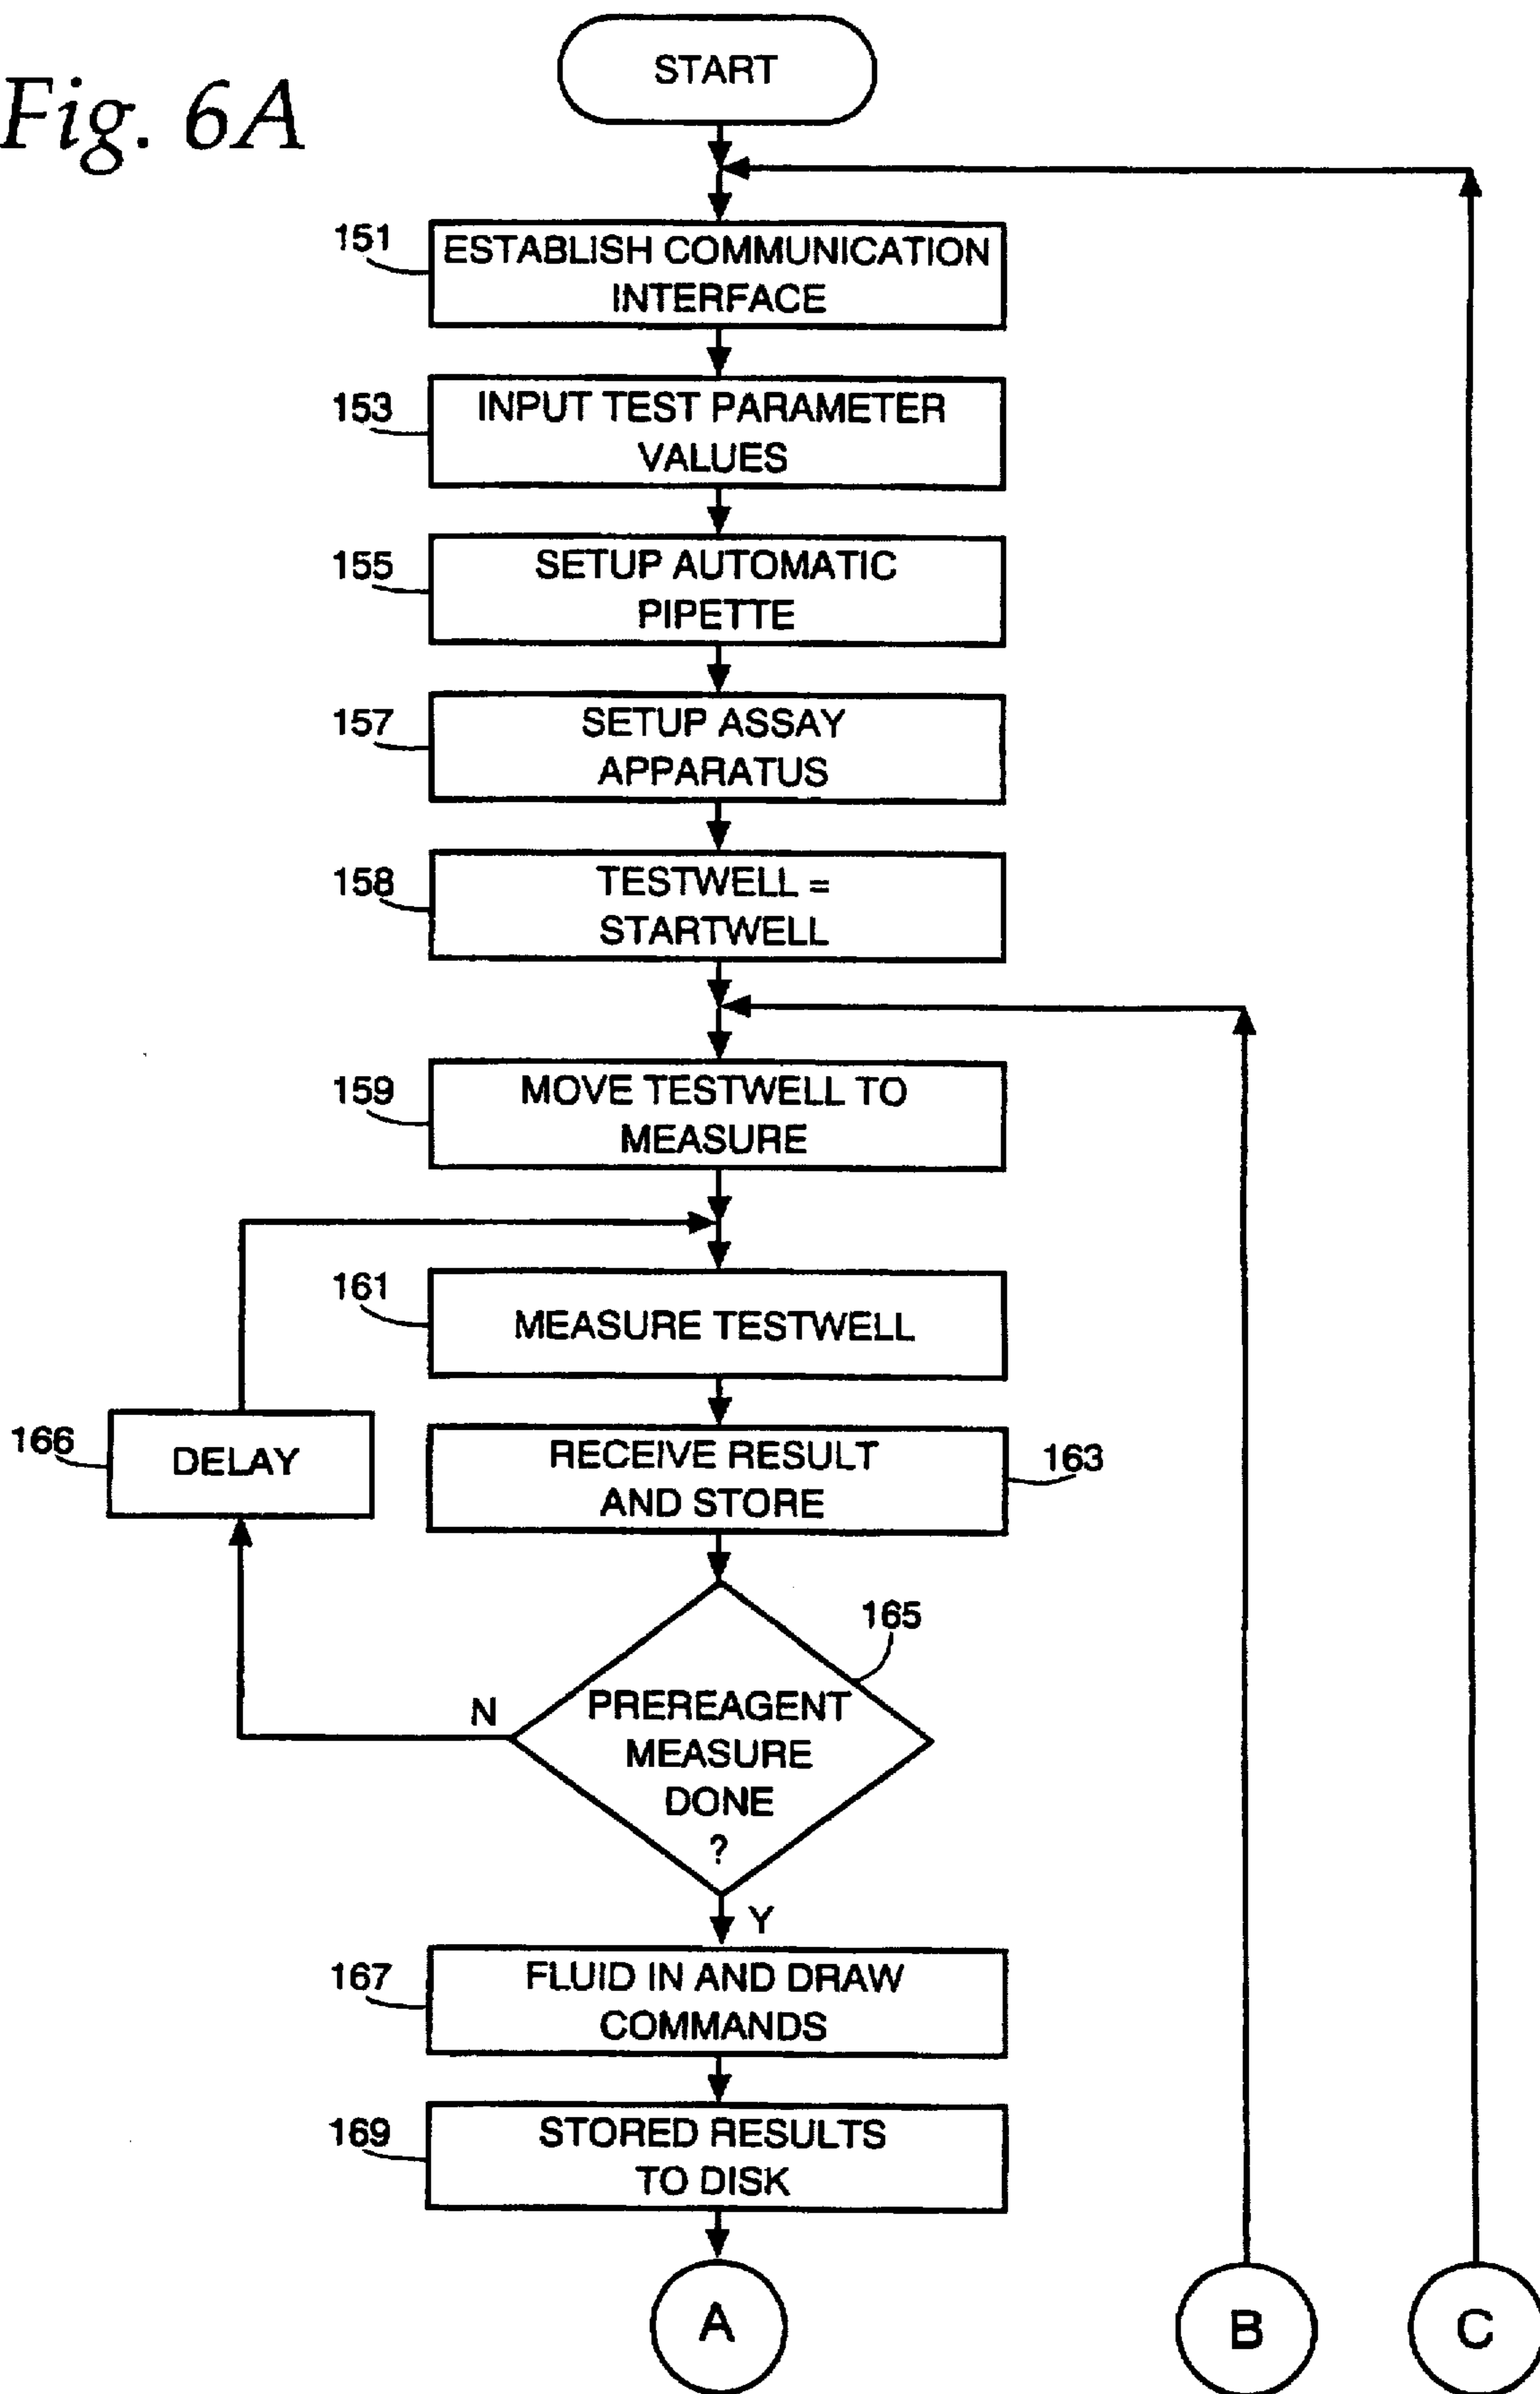 Fig. 6A
START
151
ESTABLISH COMMUNICATION
INTERFACE
153
INPUT TEST PARAMETER
VALUES
155
SETUP AUTOMATIC
PIPETTE
157
SETUP ASSAY
APPARATUS
158
TESTWELL =
STARTWELL
159
MOVE TESTWELL TO
MEASURE
161
MEASURE TESTWELL
166
DELAY
RECEIVE RESULT
AND STORE
163
165
N
PREREAGENT
MEASURE
DONE
?
Y
167
FLUID IN AND DRAW
COMMANDS
169
STORED RESULTS
TO DISK
A
B
C